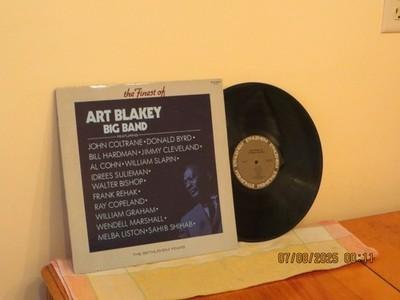 the Finest of
ART BLAKEY
BIG BAND
FEATURING
JOHN COLTRANE • DONALD BYRD •
BILL HARDMAN • JIMMY CLEVELAND •
AL COHN • WILLIAM SLAPIN •
IDREES SULIEMAN •
WALTER BISHOP •
FRANK REHAK •
RAY COPELAND •
WILLIAM GRAHAM •
WENDELL MARSHALL •
MELBA LISTON • SAHIB SHIHAB •
THE BETHLEHEM YEARS
07/08/2025 00:11